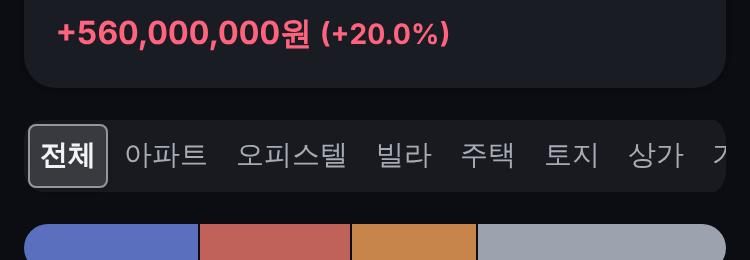 +560,000,000원 (+20.0%)
전체 아파트 오피스텔 빌라 주택 토지 상가